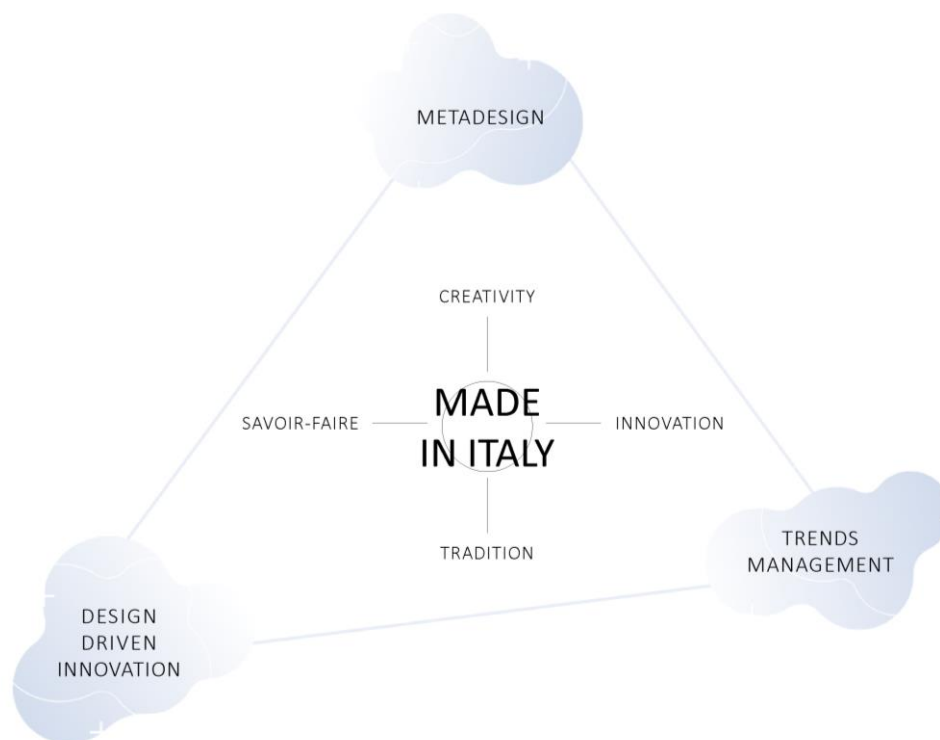 METADESIGN
CREATIVITY
MADE
IN ITALY
SAVOIR-FAIRE
INNOVATION
TRADITION
TRENDS
MANAGEMENT
DESIGN
DRIVEN
INNOVATION